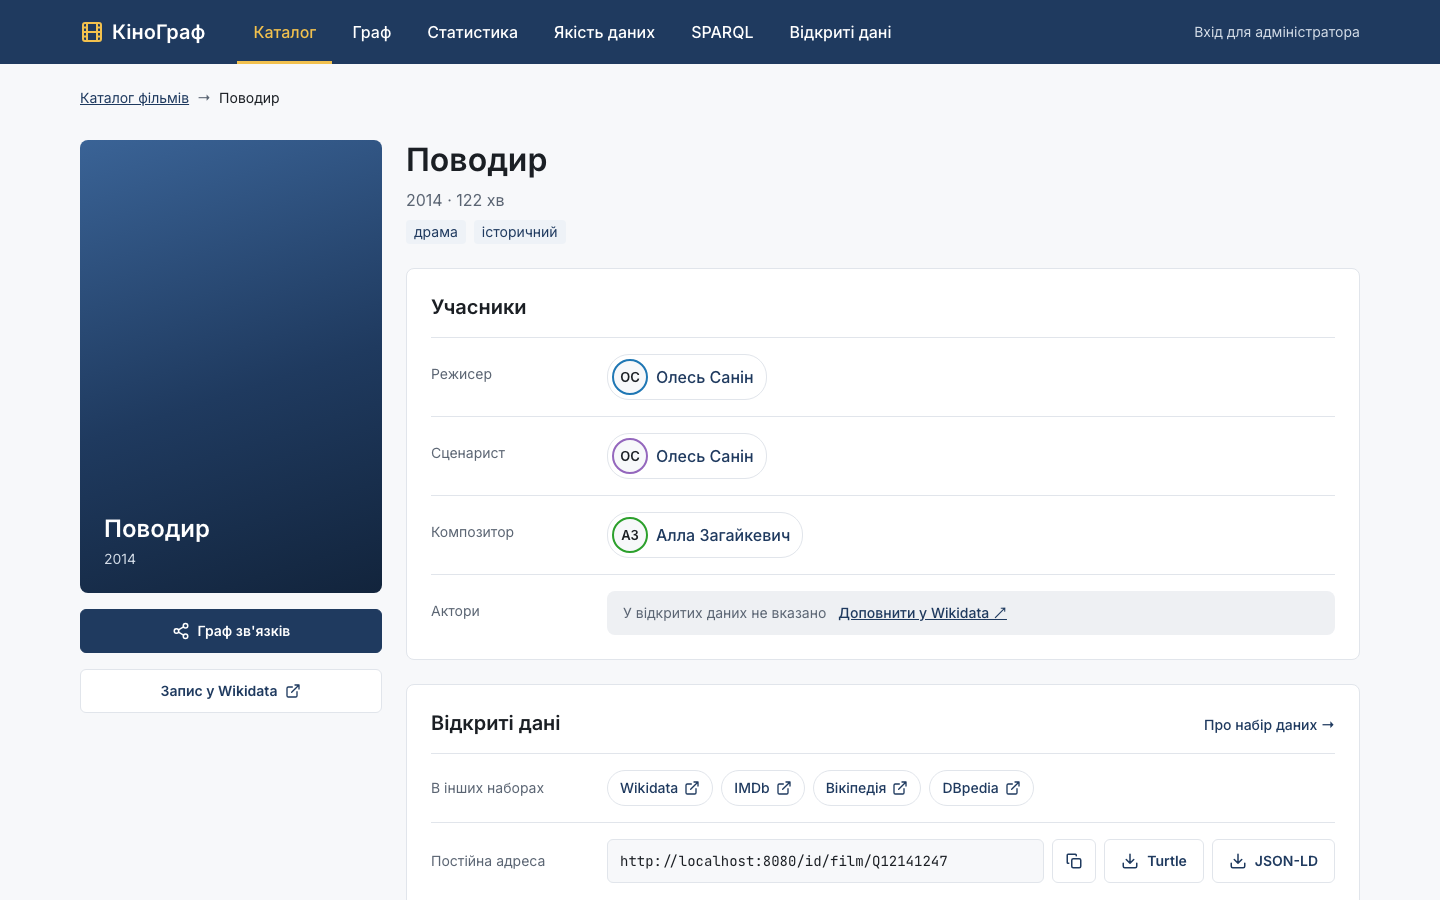 КіноГраф
Каталог
Граф
Статистика
Якість даних
SPARQL
Відкриті дані
Вхід для адміністратора
Каталог фільмів → Поводир
Поводир
2014
Граф зв'язків
Запис у Wikidata
Поводир
2014 · 122 хв
драма
історичний
Учасники
Режисер
ОС
Олесь Санін
Сценарист
ОС
Олесь Санін
Композитор
АЗ
Алла Загайкевич
Актори
У відкритих даних не вказано Доповнити у Wikidata ↗
Відкриті дані
Про набір даних →
В інших наборах
Wikidata
IMDb
Вікіпедія
DBpedia
Постійна адреса
http://localhost:8080/id/film/Q12141247
Turtle
JSON-LD